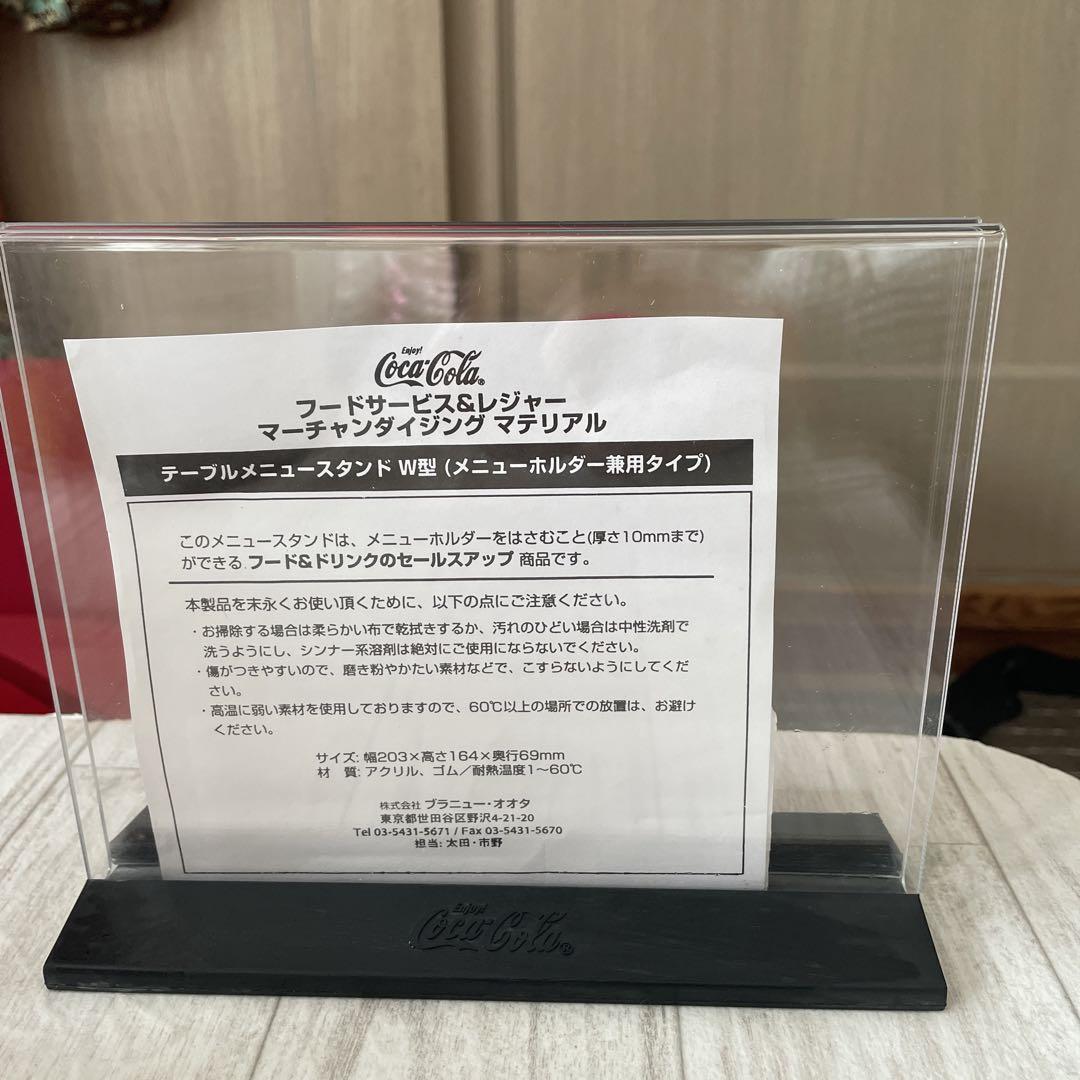 Enjoy!
Coca-Cola®
フードサービス&レジャー
マーチャンダイジング マテリアル
テーブルメニュースタンド W型 (メニューホルダー兼用タイプ)
このメニュースタンドは、メニューホルダーをはさむこと(厚さ10mmまで)
ができる.フード&ドリンクのセールスアップ 商品です。
本製品を末永くお使い頂くために、以下の点にご注意ください。
・お掃除する場合は柔らかい布で乾拭きするか、汚れのひどい場合は中性洗剤で
洗うようにし、シンナー系溶剤は絶対にご使用にならないでください。
・傷がつきやすいので、磨き粉やかたい素材などで、こすらないようにしてくだ
さい。
・高温に弱い素材を使用しておりますので、60℃以上の場所での放置は、お避け
ください。
サイズ: 幅203×高さ164×奥行69mm
材　質: アクリル、ゴム／耐熱温度1〜60℃
株式会社 ブラニュー・オオタ
東京都世田谷区野沢4-21-20
Tel 03-5431-5671 / Fax 03-5431-5670
担当: 太田・市野
Enjoy!
Coca-Cola®